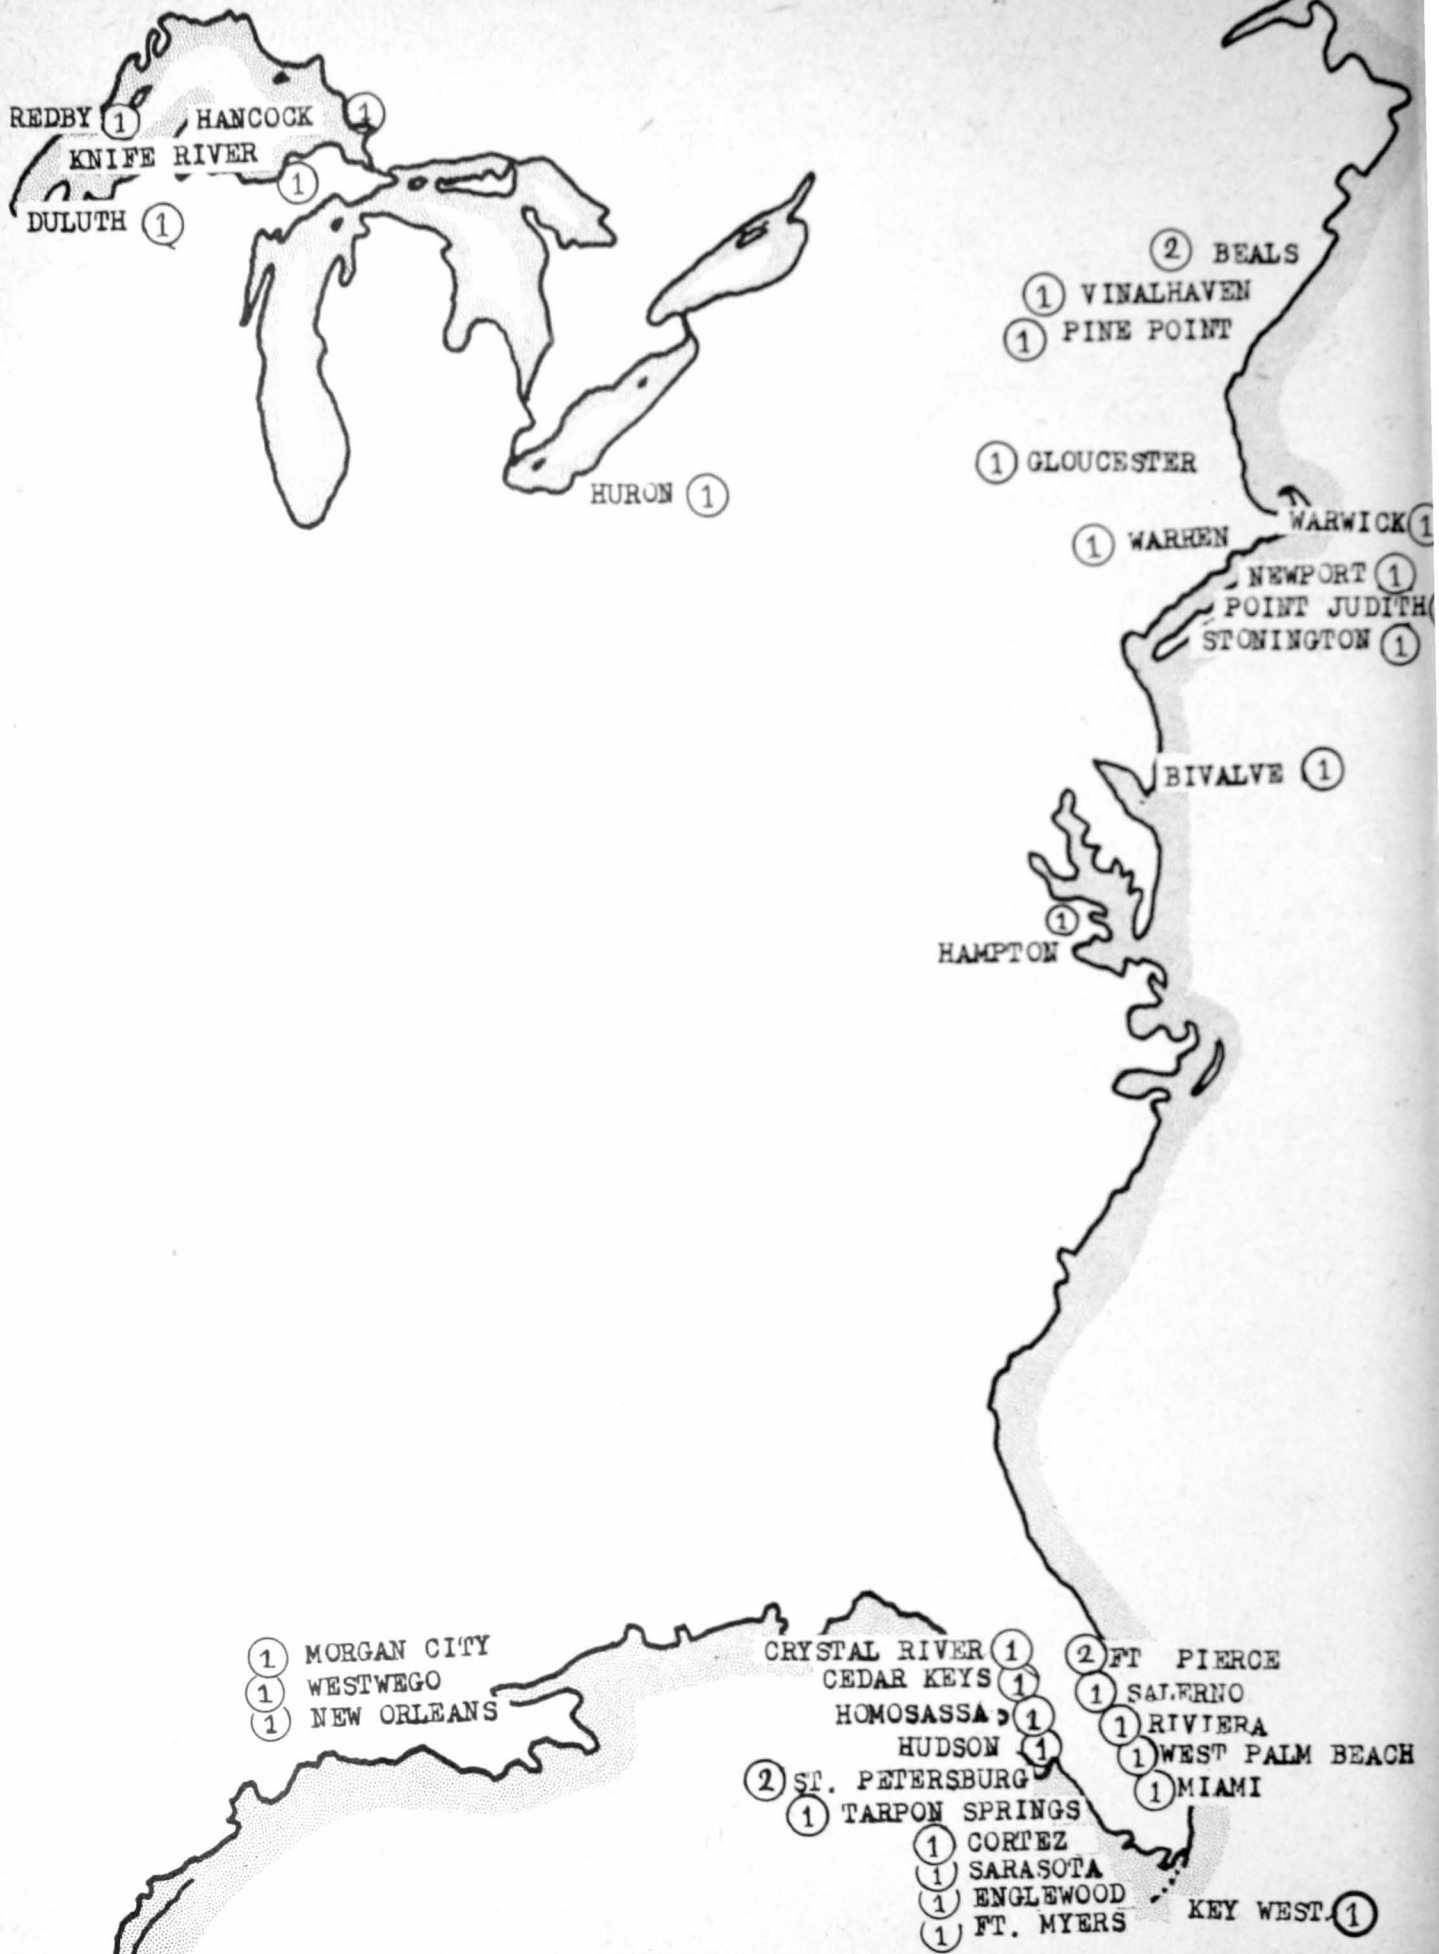 REDBY 1 HANCOCK 1
KNIFE RIVER 1
DULUTH 1
HURON 1
2 BEALS
1 VINALHAVEN
1 PINE POINT
1 GLOUCESTER
WARWICK 1
1 WARREN
NEWPORT 1
POINT JUDITH
STONINGTON 1
BIVALVE 1
1
HAMPTON
1 MORGAN CITY
1 WESTWEGO
1 NEW ORLEANS
CRYSTAL RIVER 1
CEDAR KEYS 1
HOMOSASSA 1
HUDSON 1
2 ST. PETERSBURG
1 TARPON SPRINGS
1 CORTEZ
1 SARASOTA
1 ENGLEWOOD
1 FT. MYERS
2 FT PIERCE
1 SALERNO
1 RIVIERA
1 WEST PALM BEACH
1 MIAMI
KEY WEST 1